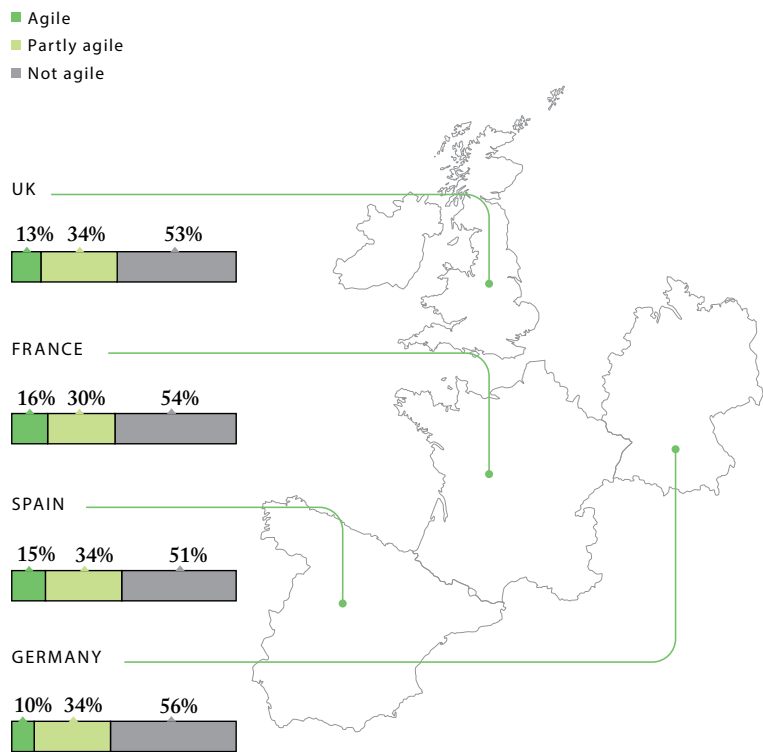 Agile
Partly agile
Not agile
UK
13% 34% 53%
FRANCE
16% 30% 54%
SPAIN
15% 34% 51%
GERMANY
10% 34% 56%